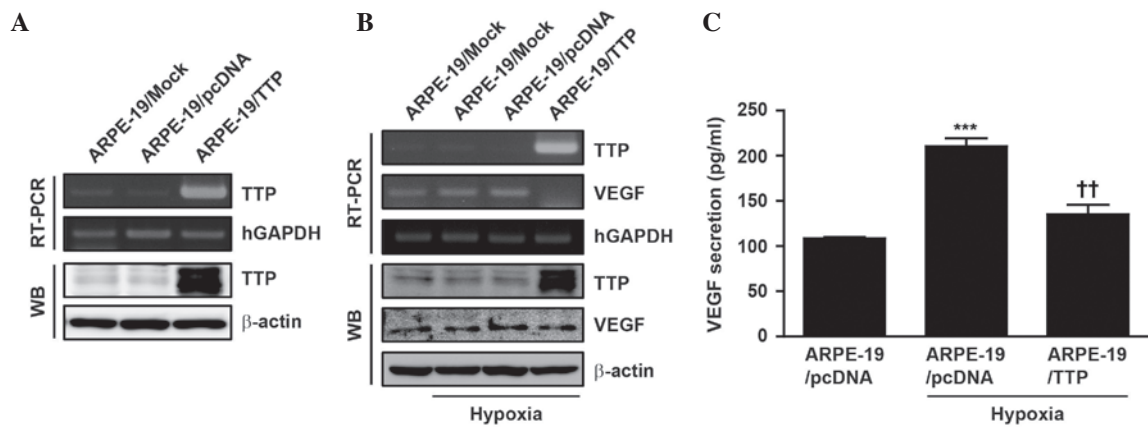 A
ARPE-19/Mock
ARPE-19/pcDNA
ARPE-19/TTP
RT-PCR
TTP
hGAPDH
WB
TTP
β-actin
B
ARPE-19/Mock
ARPE-19/Mock
ARPE-19/pcDNA
ARPE-19/TTP
RT-PCR
TTP
VEGF
hGAPDH
WB
TTP
VEGF
β-actin
Hypoxia
C
VEGF secretion (pg/ml)
250
200
150
100
50
0
***
††
ARPE-19
/pcDNA
ARPE-19
/pcDNA
ARPE-19
/TTP
Hypoxia